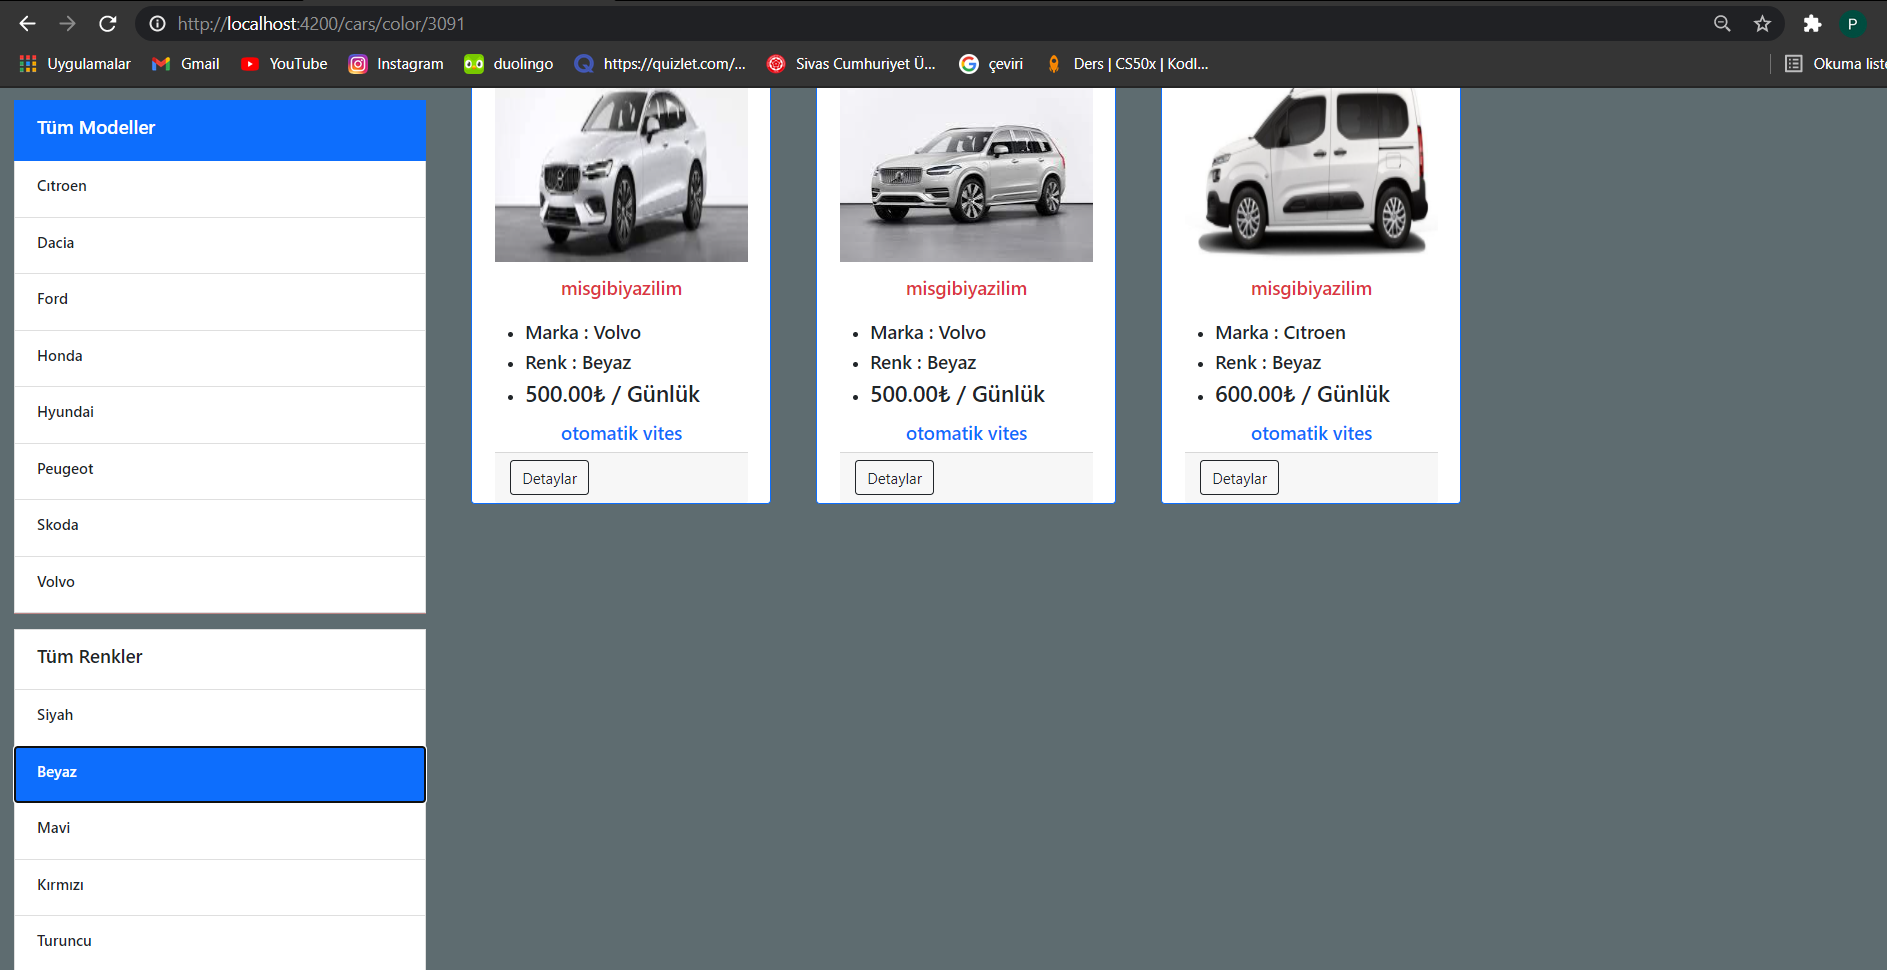 http://localhost:4200/cars/color/3091
P
Uygulamalar Gmail YouTube Instagram duolingo https://quizlet.com/... Sivas Cumhuriyet Ü... çeviri Ders | CS50x | Kodl... Okuma liste
Tüm Modeller
Cıtroen
Dacia
Ford
Honda
Hyundai
Peugeot
Skoda
Volvo
Tüm Renkler
Siyah
Beyaz
Mavi
Kırmızı
Turuncu
misgibiyazilim
Marka : Volvo
Renk : Beyaz
500.00₺ / Günlük
otomatik vites
Detaylar
misgibiyazilim
Marka : Volvo
Renk : Beyaz
500.00₺ / Günlük
otomatik vites
Detaylar
misgibiyazilim
Marka : Cıtroen
Renk : Beyaz
600.00₺ / Günlük
otomatik vites
Detaylar